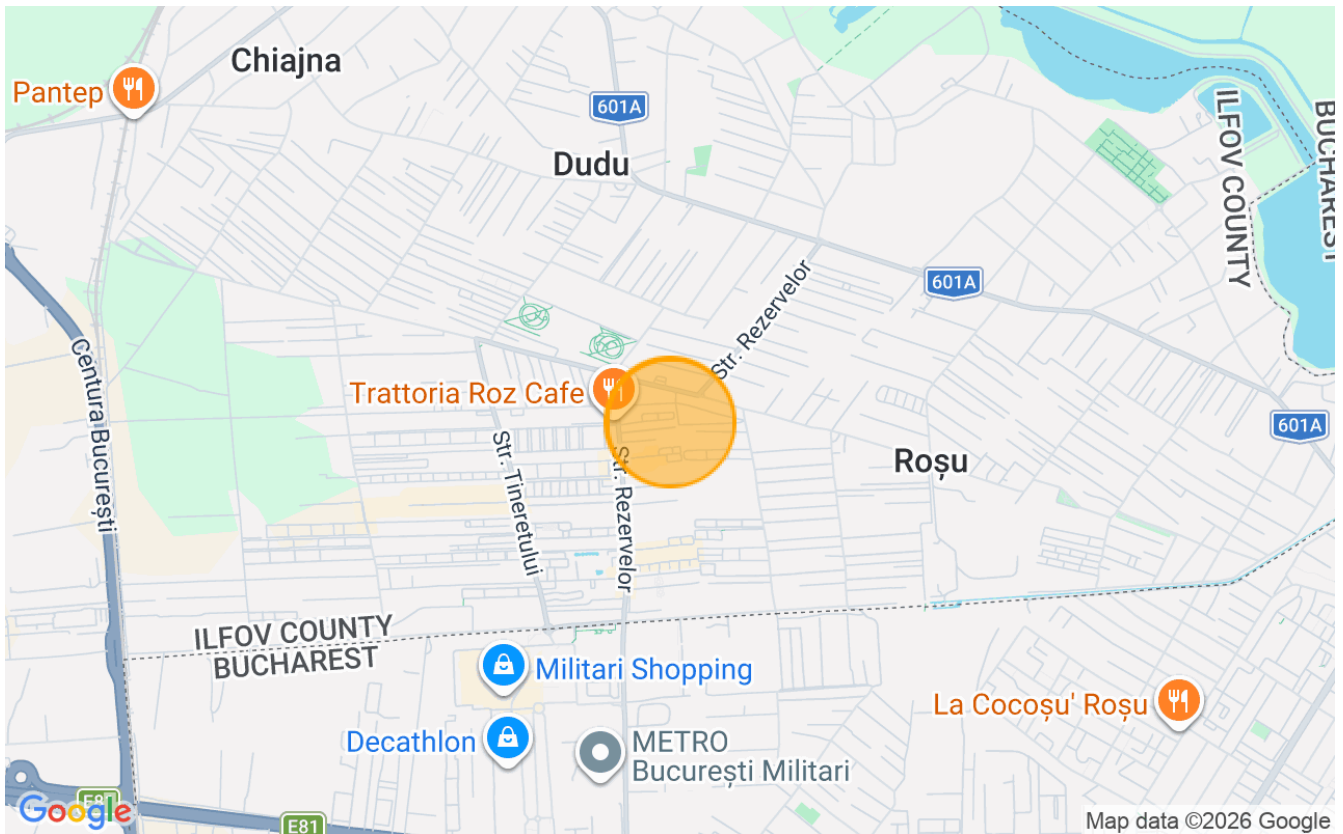 Chiajna
Pantep
601A
Dudu
ILFOV COUNTY
BUCHAREST
601A
Str. Rezervelor
Centura București
Trattoria Roz Cafe
Str. Tineretului
Str. Rezervelor
Roșu
601A
ILFOV COUNTY
BUCHAREST
Militari Shopping
La Cocoșu' Roșu
Decathlon
METRO
București Militari
Google
E81
E81
Map data ©2026 Google